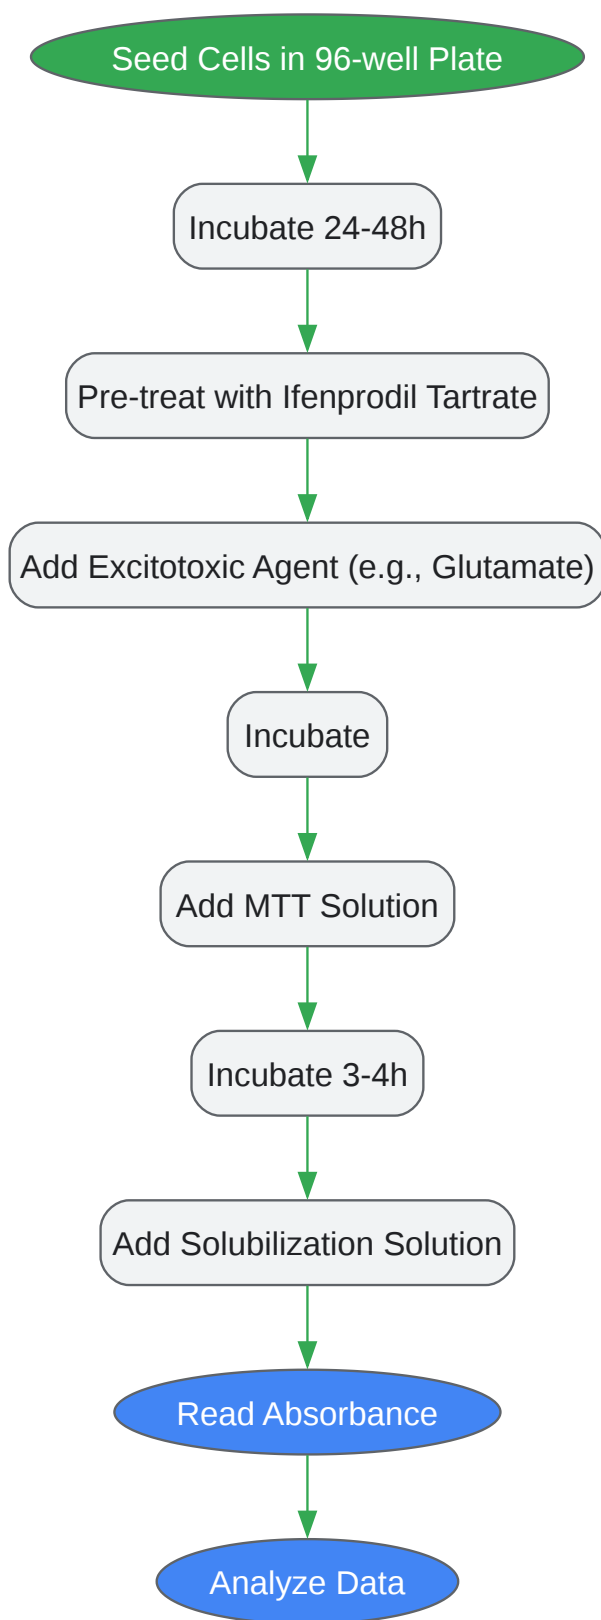 Seed Cells in 96-well Plate
Incubate 24-48h
Pre-treat with Ifenprodil Tartrate
Add Excitotoxic Agent (e.g., Glutamate)
Incubate
Add MTT Solution
Incubate 3-4h
Add Solubilization Solution
Read Absorbance
Analyze Data